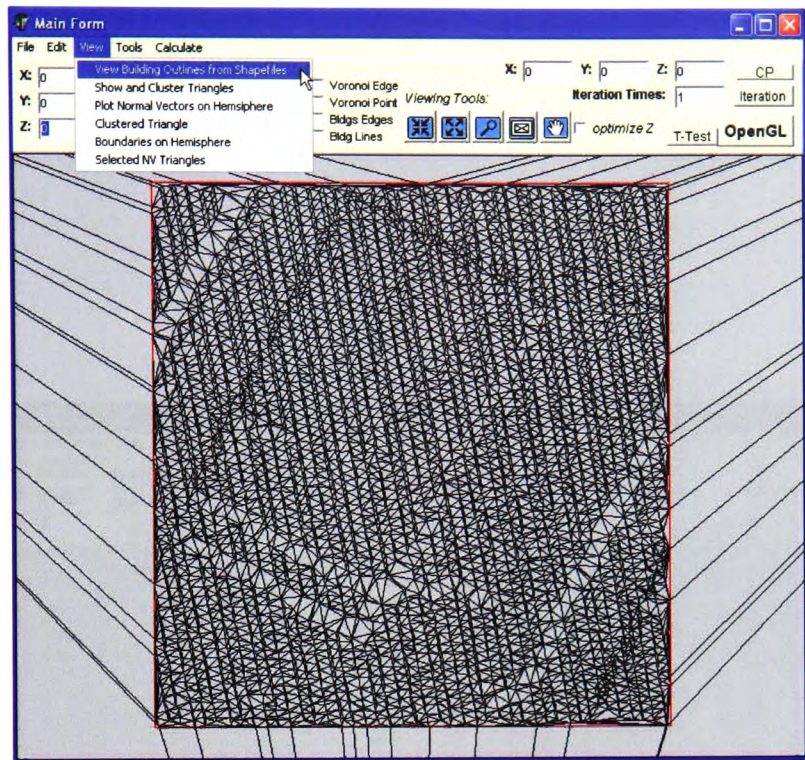 Main Form
File Edit View Tools Calculate
View Building Outlines from Shapefiles
Show and Cluster Triangles
Plot Normal Vectors on Hemsiphere
Clustered Triangle
Boundaries on Hemisphere
Selected NV Triangles
X: 0
Y: 0
Z: 0
Voronoi Edge
Voronoi Point
Bldgs Edges
Bldg Lines
Viewing Tools:
X: 0 Y: 0 Z: 0 CP
Iteration Times: 1 Iteration
optimize Z T-Test OpenGL